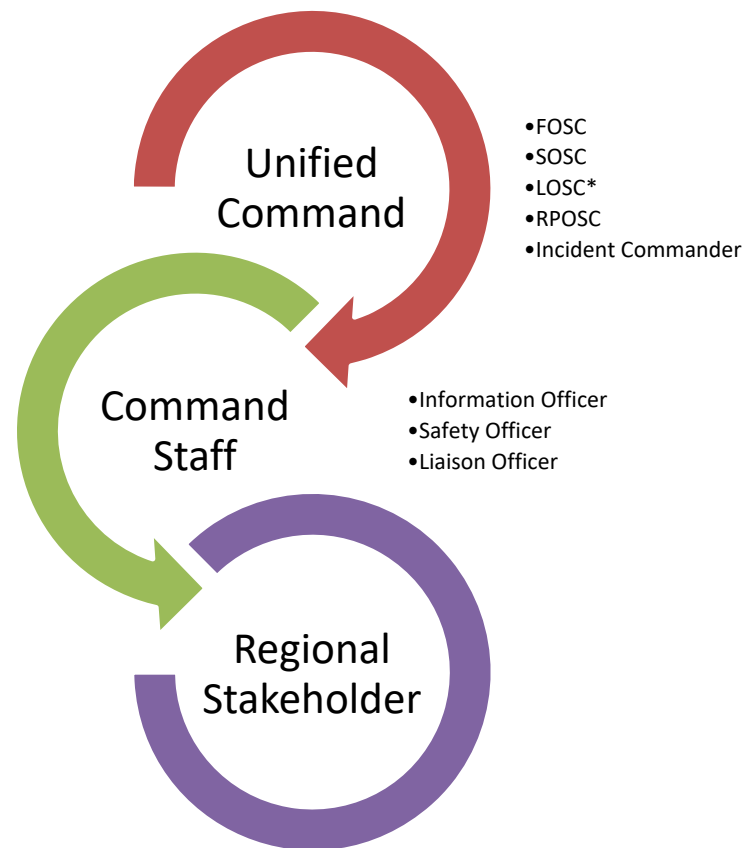 Unified
Command
•FOSC
•SOSC
•LOSC*
•RPOSC
•Incident Commander
Command
Staff
•Information Officer
•Safety Officer
•Liaison Officer
Regional
Stakeholder